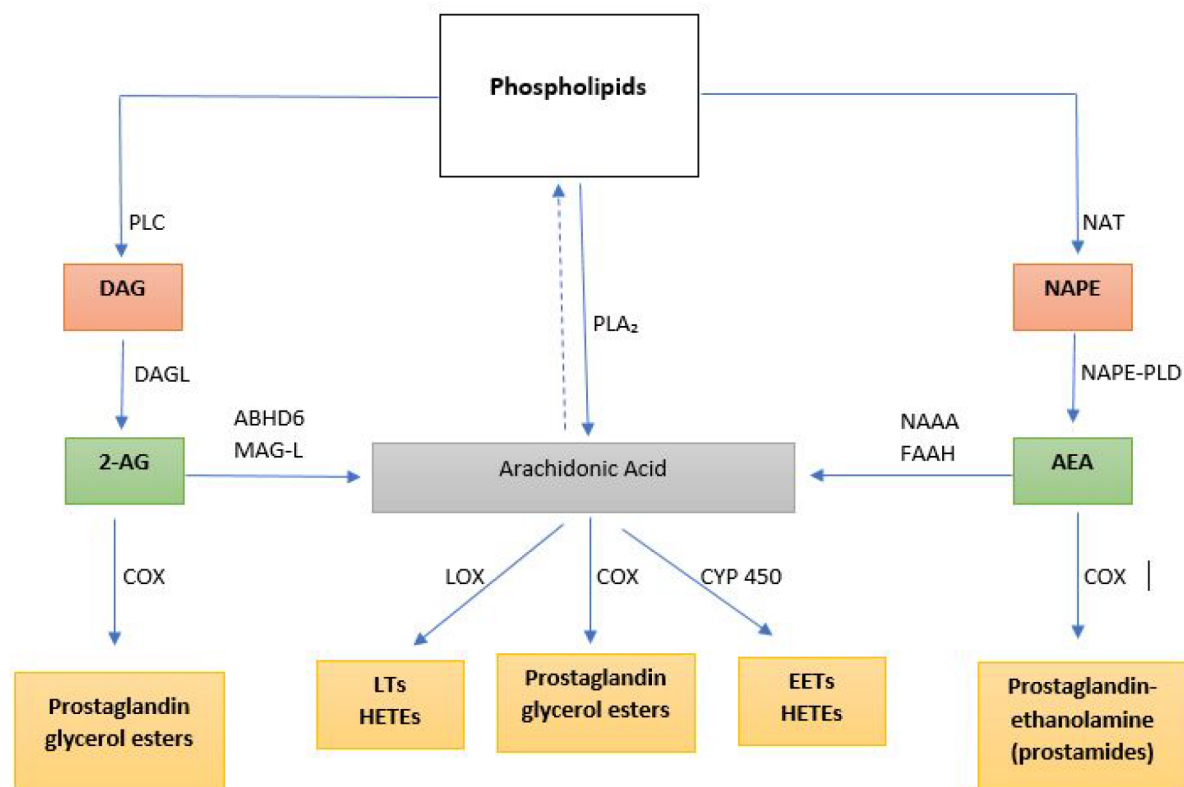 Phospholipids
PLC
NAT
DAG
NAPE
PLA₂
DAGL
NAPE-PLD
ABHD6
MAG-L
NAAA
FAAH
2-AG
Arachidonic Acid
AEA
COX
LOX
COX
CYP 450
COX
Prostaglandin
glycerol esters
LTs
HETEs
Prostaglandin
glycerol esters
EETs
HETEs
Prostaglandin-
ethanolamine
(prostamides)